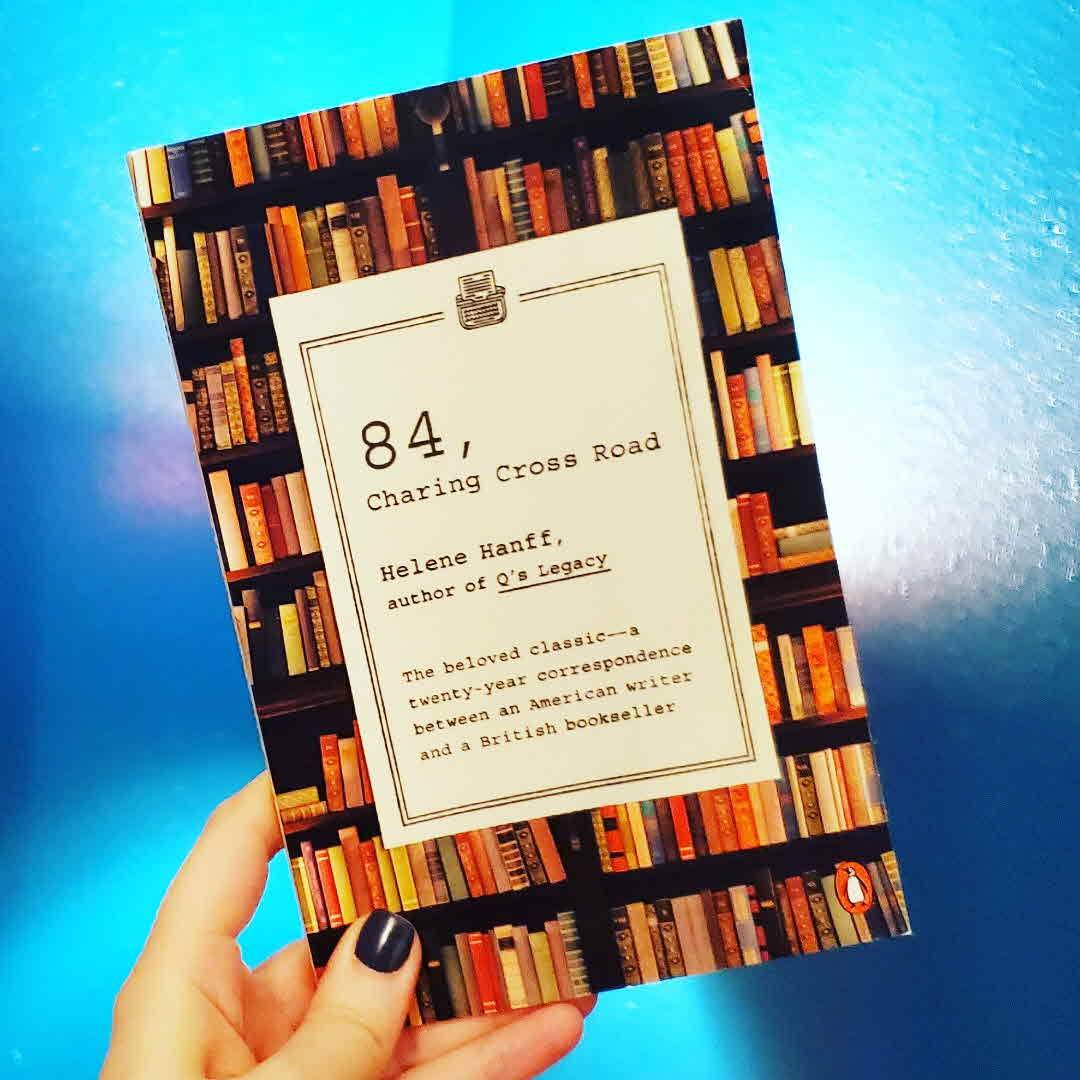 84,
Charing Cross Road
Helene Hanff,
author of Q's Legacy
The beloved classic—a
twenty-year correspondence
between an American writer
and a British bookseller